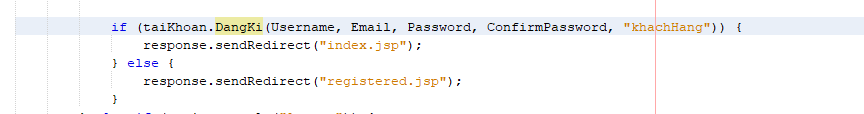 if (taiKhoan.DangKi(Username, Email, Password, ConfirmPassword, "khachHang")) {
response.sendRedirect("index.jsp");
} else {
response.sendRedirect("registered.jsp");
}